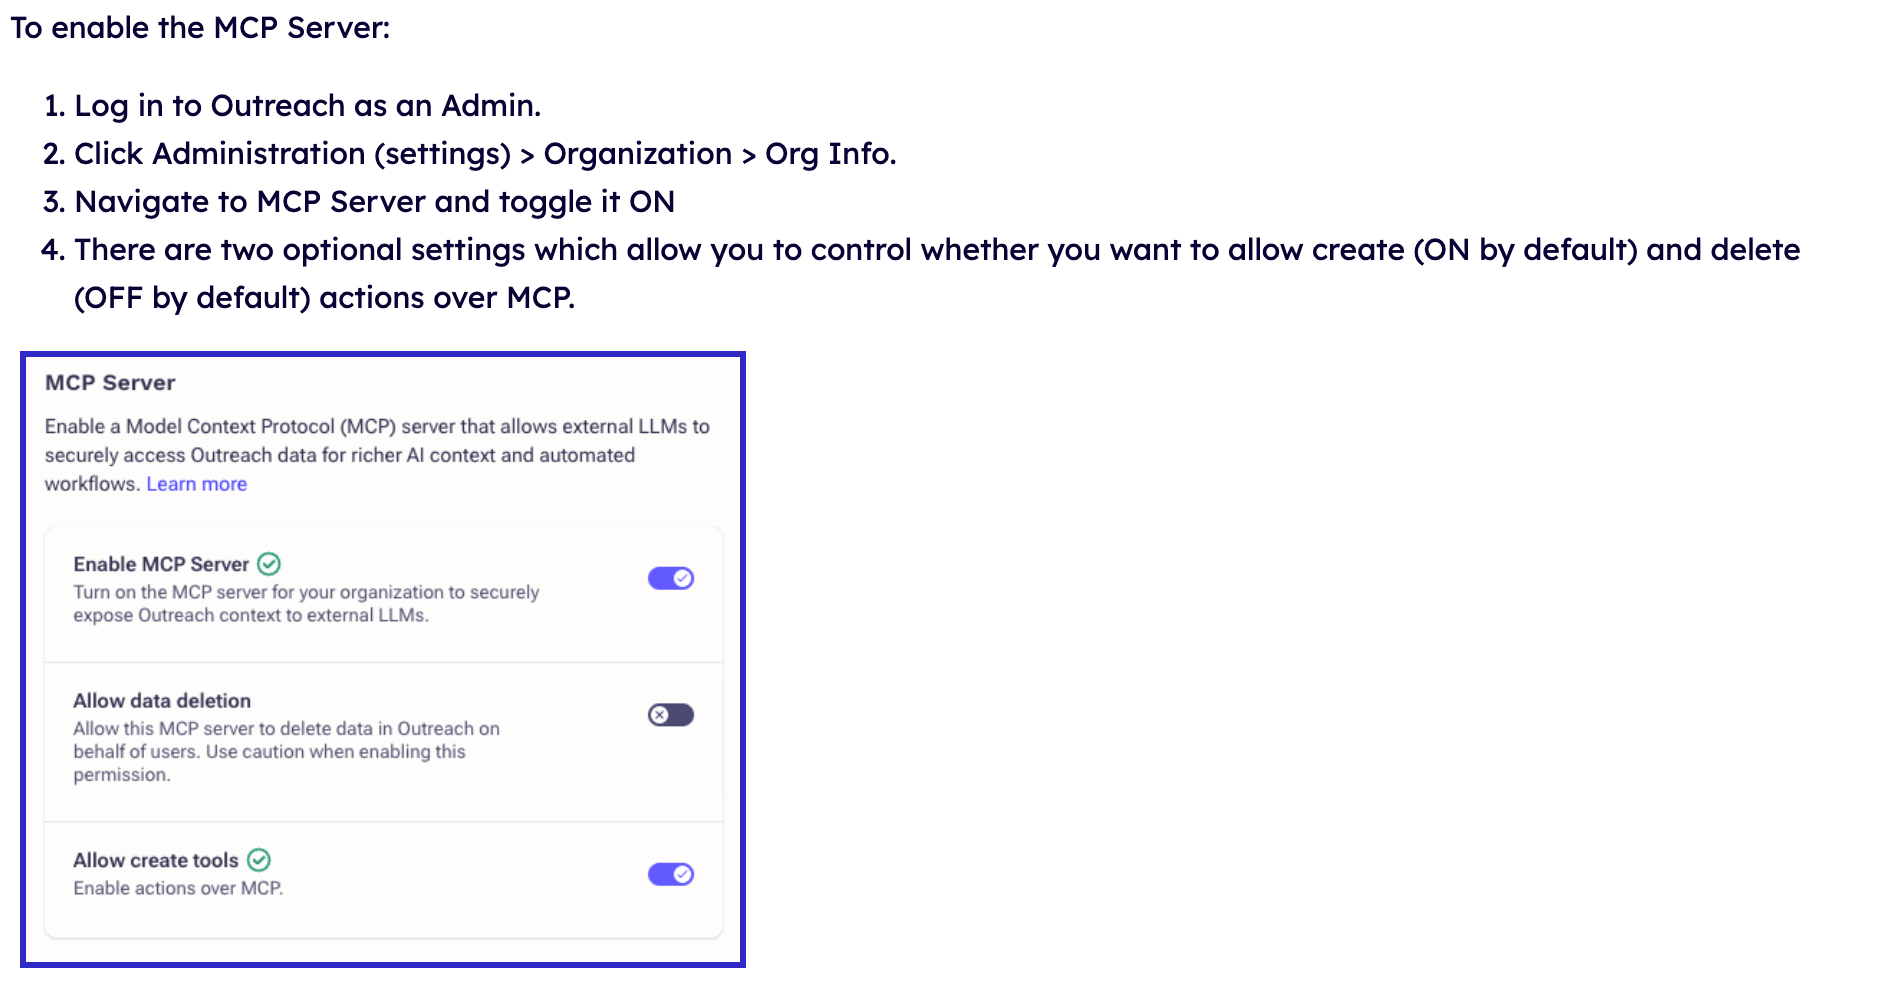 To enable the MCP Server:
1. Log in to Outreach as an Admin.
2. Click Administration (settings) > Organization > Org Info.
3. Navigate to MCP Server and toggle it ON
4. There are two optional settings which allow you to control whether you want to allow create (ON by default) and delete
(OFF by default) actions over MCP.
MCP Server
Enable a Model Context Protocol (MCP) server that allows external LLMs to
securely access Outreach data for richer AI context and automated
workflows. Learn more
Enable MCP Server
Turn on the MCP server for your organization to securely
expose Outreach context to external LLMs.
Allow data deletion
Allow this MCP server to delete data in Outreach on
behalf of users. Use caution when enabling this
permission.
Allow create tools
Enable actions over MCP.